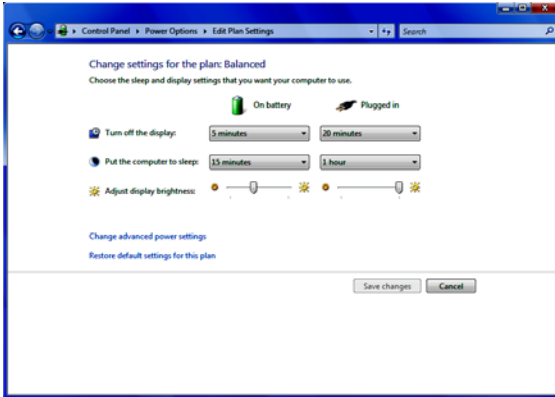 Control Panel ▸ Power Options ▸ Edit Plan Settings
Search
Change settings for the plan: Balanced
Choose the sleep and display settings that you want your computer to use.
On battery Plugged in
Turn off the display: 5 minutes 20 minutes
Put the computer to sleep: 15 minutes 1 hour
Adjust display brightness:
Change advanced power settings
Restore default settings for this plan
Save changes Cancel